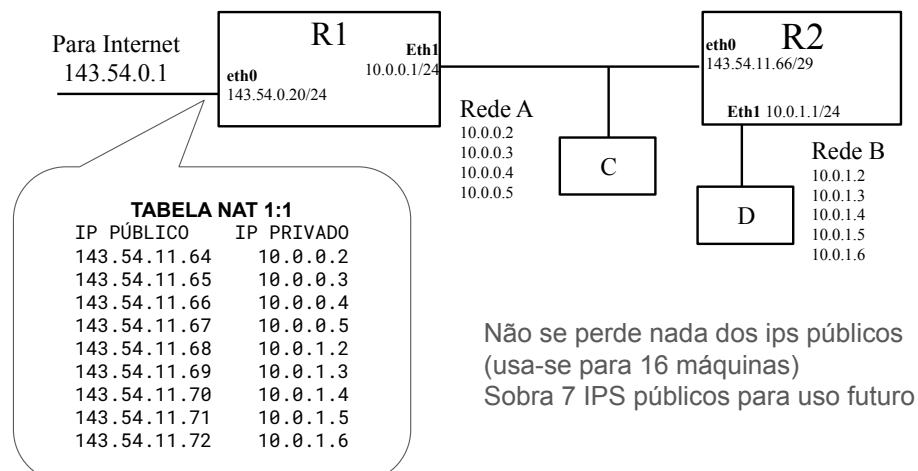 Para Internet
143.54.0.1
R1
eth0
143.54.0.20/24
Eth1
10.0.0.1/24
eth0
R2
143.54.11.66/29
Eth1 10.0.1.1/24
Rede A
10.0.0.2
10.0.0.3
10.0.0.4
10.0.0.5
C
D
Rede B
10.0.1.2
10.0.1.3
10.0.1.4
10.0.1.5
10.0.1.6
TABELA NAT 1:1
IP PÚBLICO IP PRIVADO
143.54.11.64 10.0.0.2
143.54.11.65 10.0.0.3
143.54.11.66 10.0.0.4
143.54.11.67 10.0.0.5
143.54.11.68 10.0.1.2
143.54.11.69 10.0.1.3
143.54.11.70 10.0.1.4
143.54.11.71 10.0.1.5
143.54.11.72 10.0.1.6
Não se perde nada dos ips públicos
(usa-se para 16 máquinas)
Sobra 7 IPS públicos para uso futuro